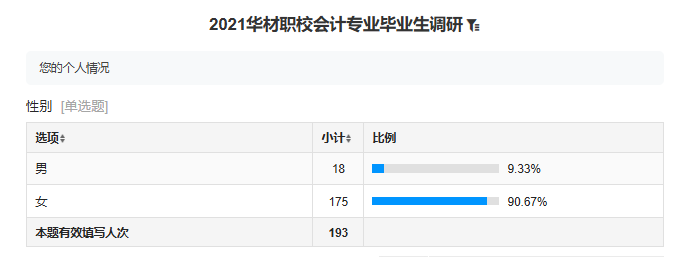 2021华材职校会计专业毕业生调研
您的个人情况
性别 [单选题]
选项 小计 比例
男 18 9.33%
女 175 90.67%
本题有效填写人次 193